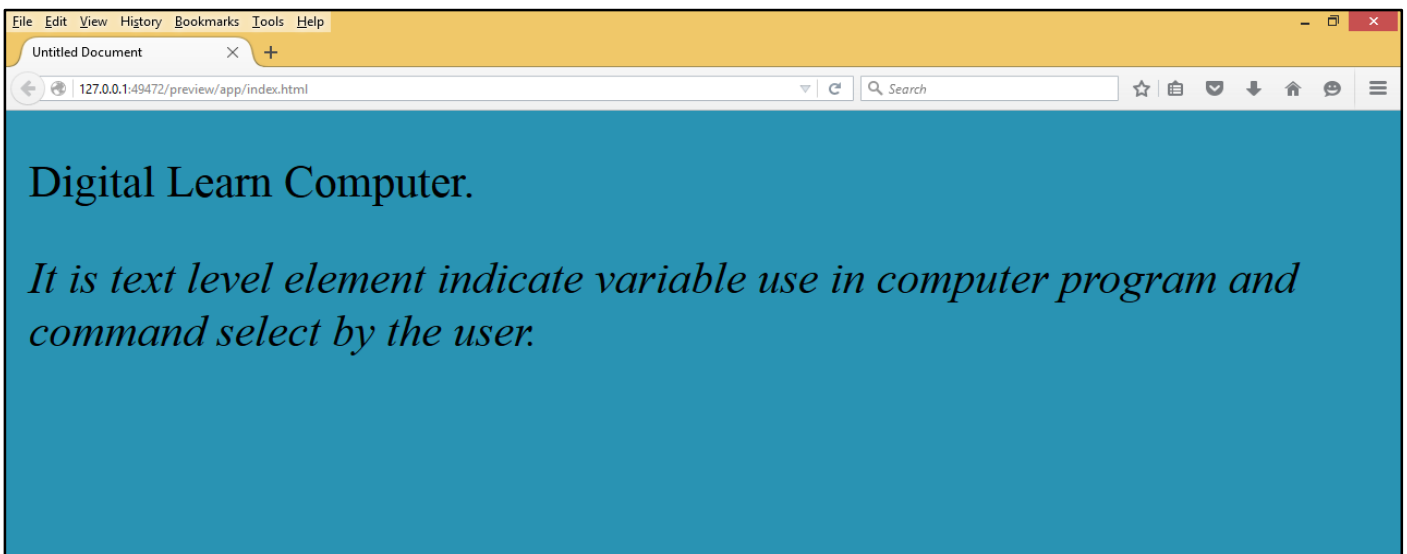 File Edit View History Bookmarks Tools Help
Untitled Document
127.0.0.1:49472/preview/app/index.html Search
Digital Learn Computer.
It is text level element indicate variable use in computer program and
command select by the user.